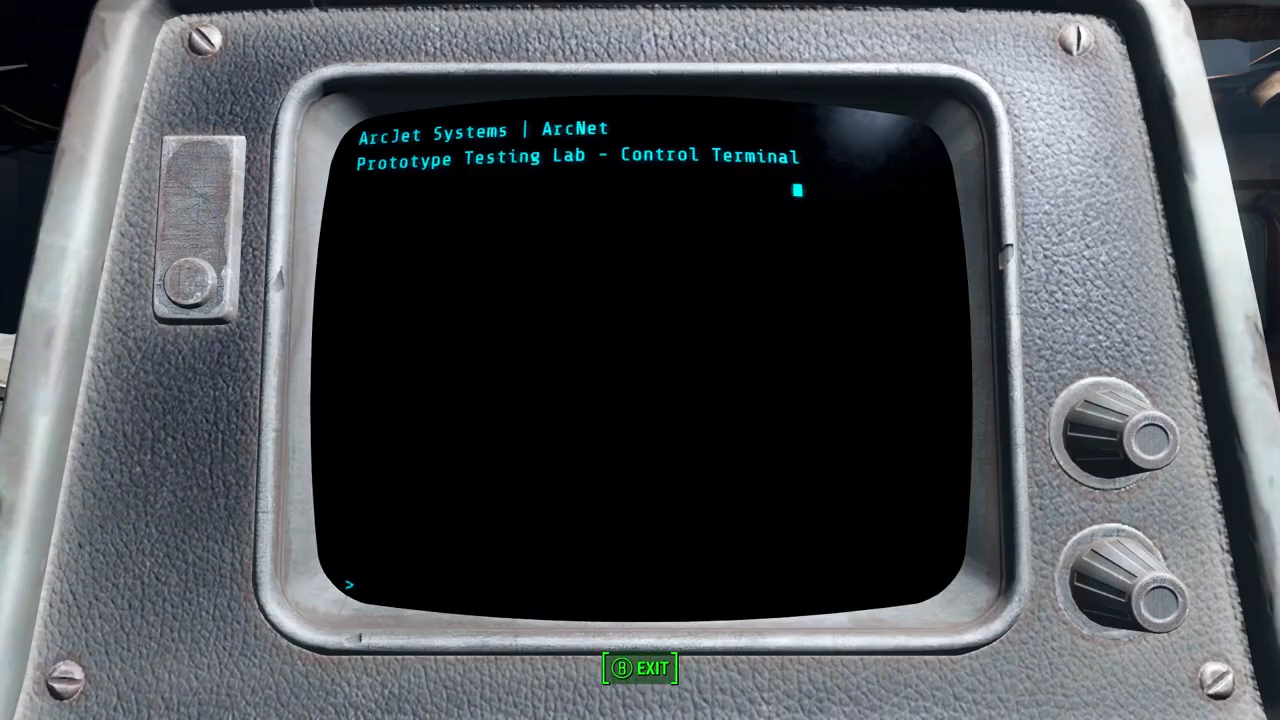 ArcJet Systems | ArcNet
Prototype Testing Lab - Control Terminal
>
Ⓑ EXIT